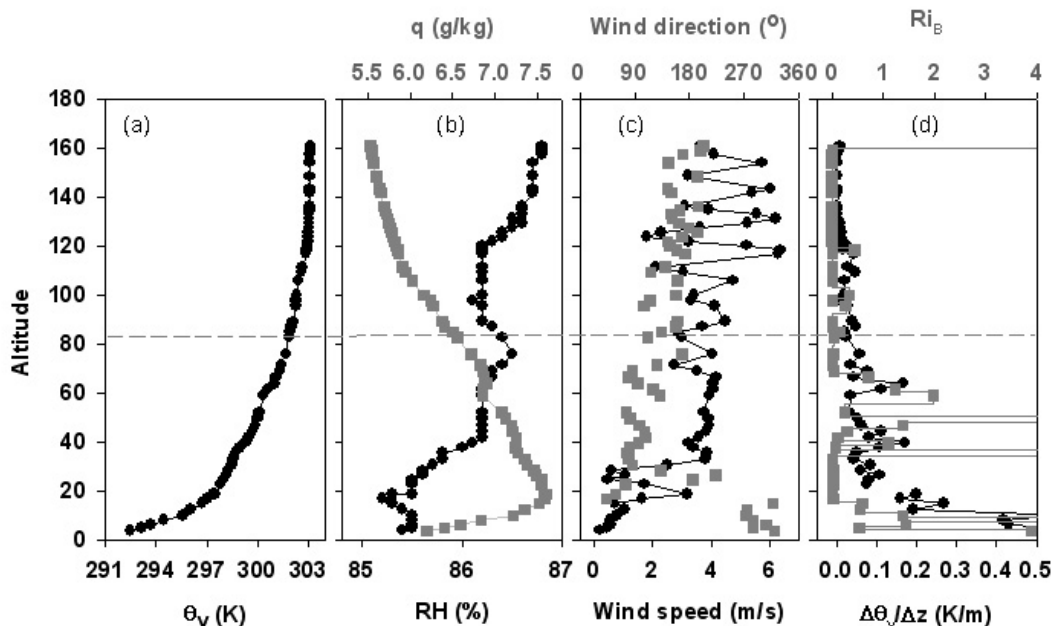 q (g/kg) Wind direction (º) Ri_B
5.5 6.0 6.5 7.0 7.5 0 90 180 270 360 0 1 2 3 4
180 (a) (b) (c) (d)
160
140
120
100
80
60
40
20
0
Altitude
291 294 297 300 303 85 86 87 0 2 4 6 0.0 0.1 0.2 0.3 0.4 0.5
θ_v (K) RH (%) Wind speed (m/s) Δθ_v/Δz (K/m)